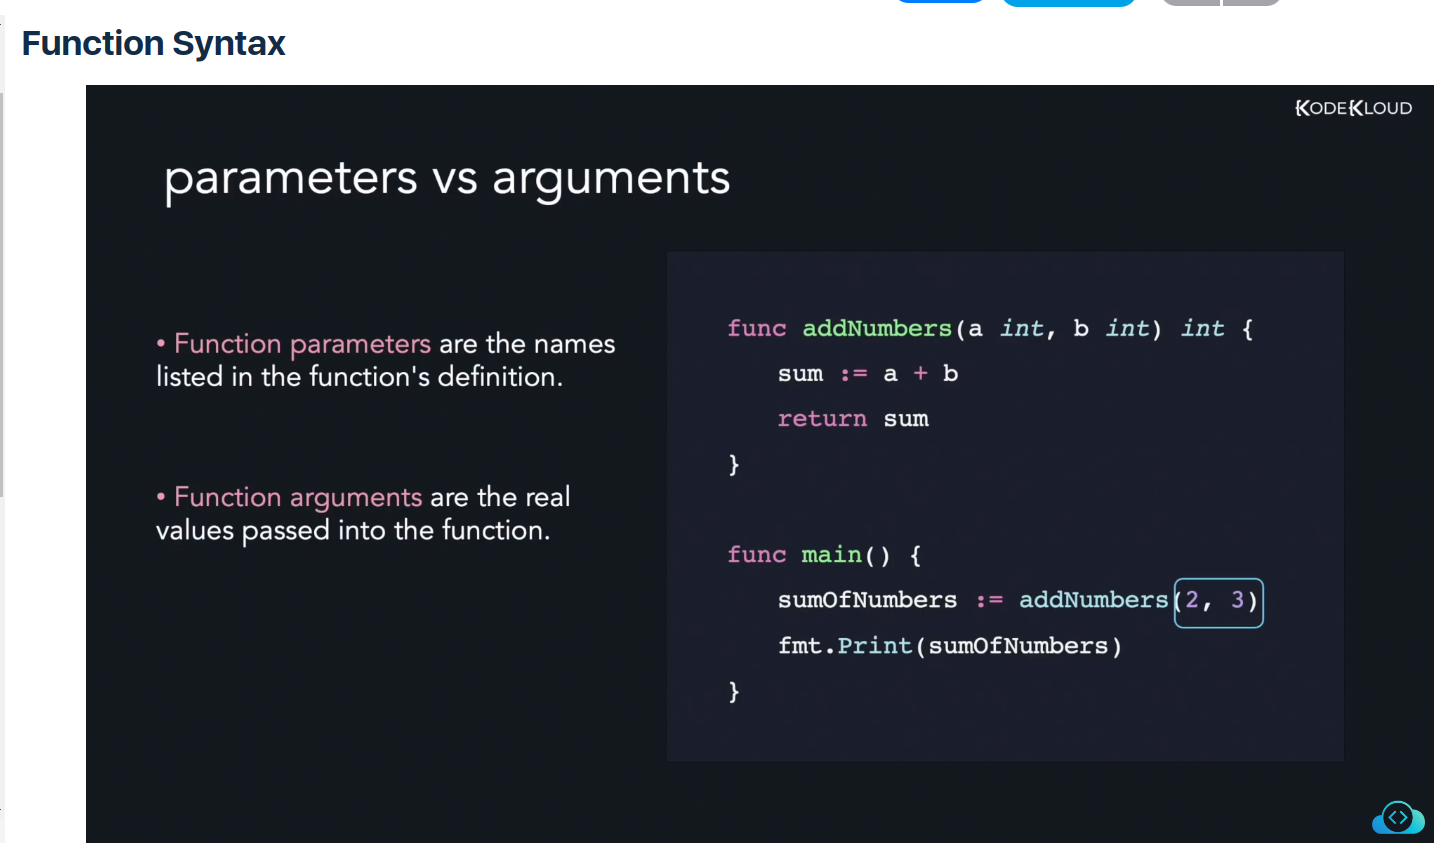 Function Syntax
KODEKLOUD
parameters vs arguments
• Function parameters are the names
listed in the function's definition.
• Function arguments are the real
values passed into the function.
func addNumbers(a int, b int) int {
sum := a + b
return sum
}
func main() {
sumOfNumbers := addNumbers(2, 3)
fmt.Print(sumOfNumbers)
}